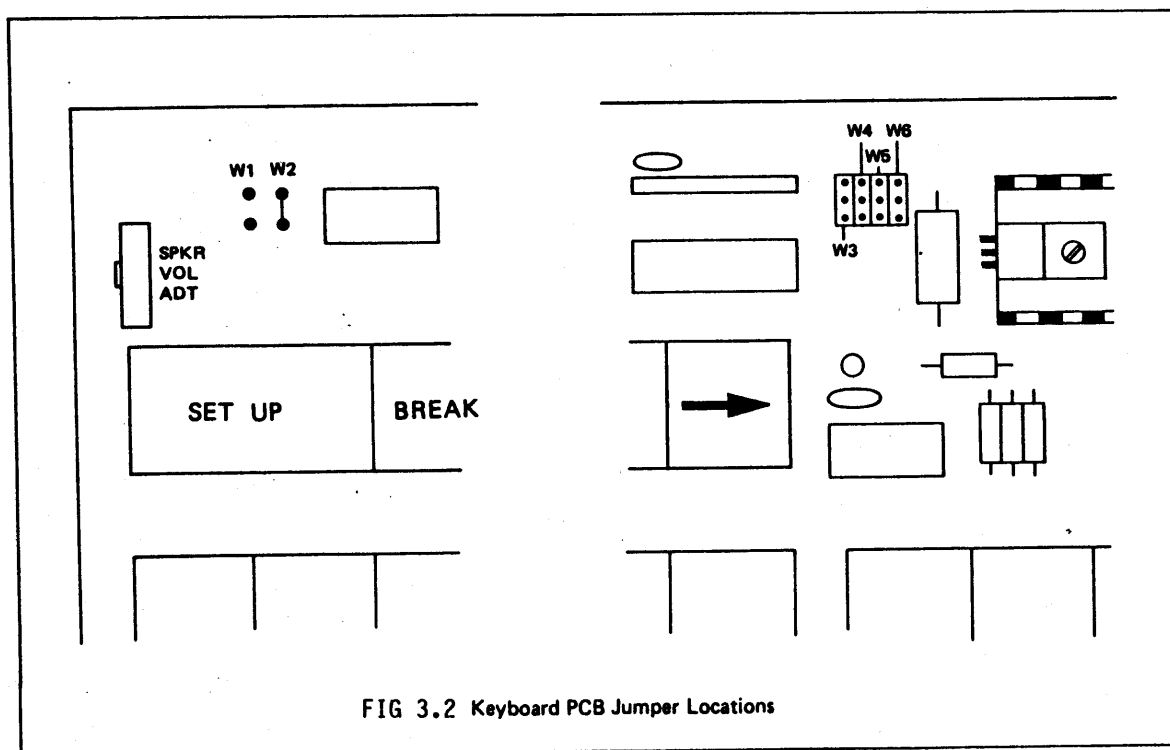 W4 W6
W5
W1 W2
W3
SPKR
VOL
ADT
SET UP
BREAK
FIG 3.2 Keyboard PCB Jumper Locations